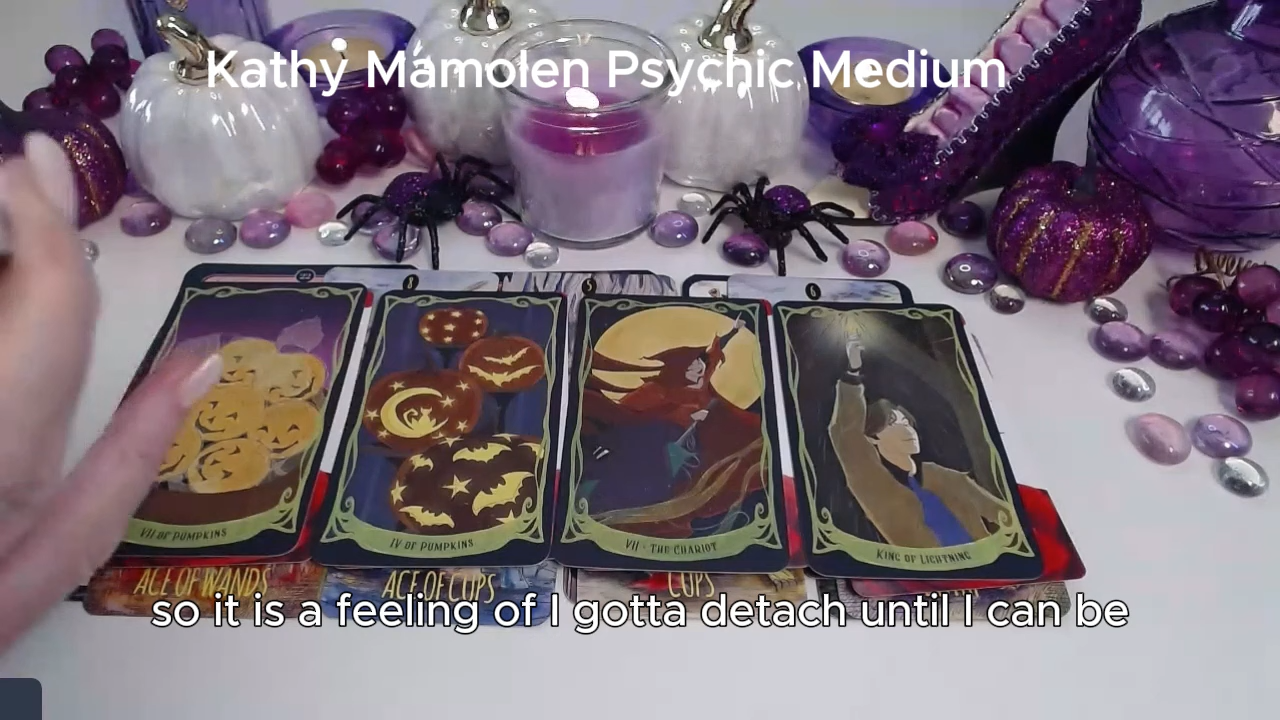 Kathy Mamolen Psychic Medium
VII OF PUMPKINS
IV OF PUMPKINS
VII - THE CHARIOT
KING OF LIGHTNING
ACE OF WANDS
ACE OF CUPS
CUPS
so it is a feeling of I gotta detach until I can be